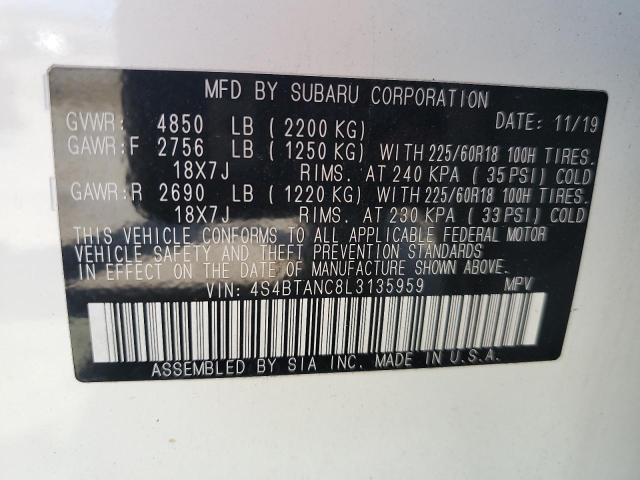 MFD BY SUBARU CORPORATION
GVWR: 4850 LB (2200 KG) DATE: 11/19
GAWR:F 2756 LB (1250 KG) WITH 225/60R18 100H TIRES.
18X7J RIMS. AT 240 KPA (35 PSI) COLD
GAWR:R 2690 LB (1220 KG) WITH 225/60R18 100H TIRES.
18X7J RIMS. AT 230 KPA (33 PSI) COLD
THIS VEHICLE CONFORMS TO ALL APPLICABLE FEDERAL MOTOR
VEHICLE SAFETY AND THEFT PREVENTION STANDARDS
IN EFFECT ON THE DATE OF MANUFACTURE SHOWN ABOVE.
VIN: 4S4BTANC8L3135959 MPV
ASSEMBLED BY SIA INC. MADE IN U.S.A.